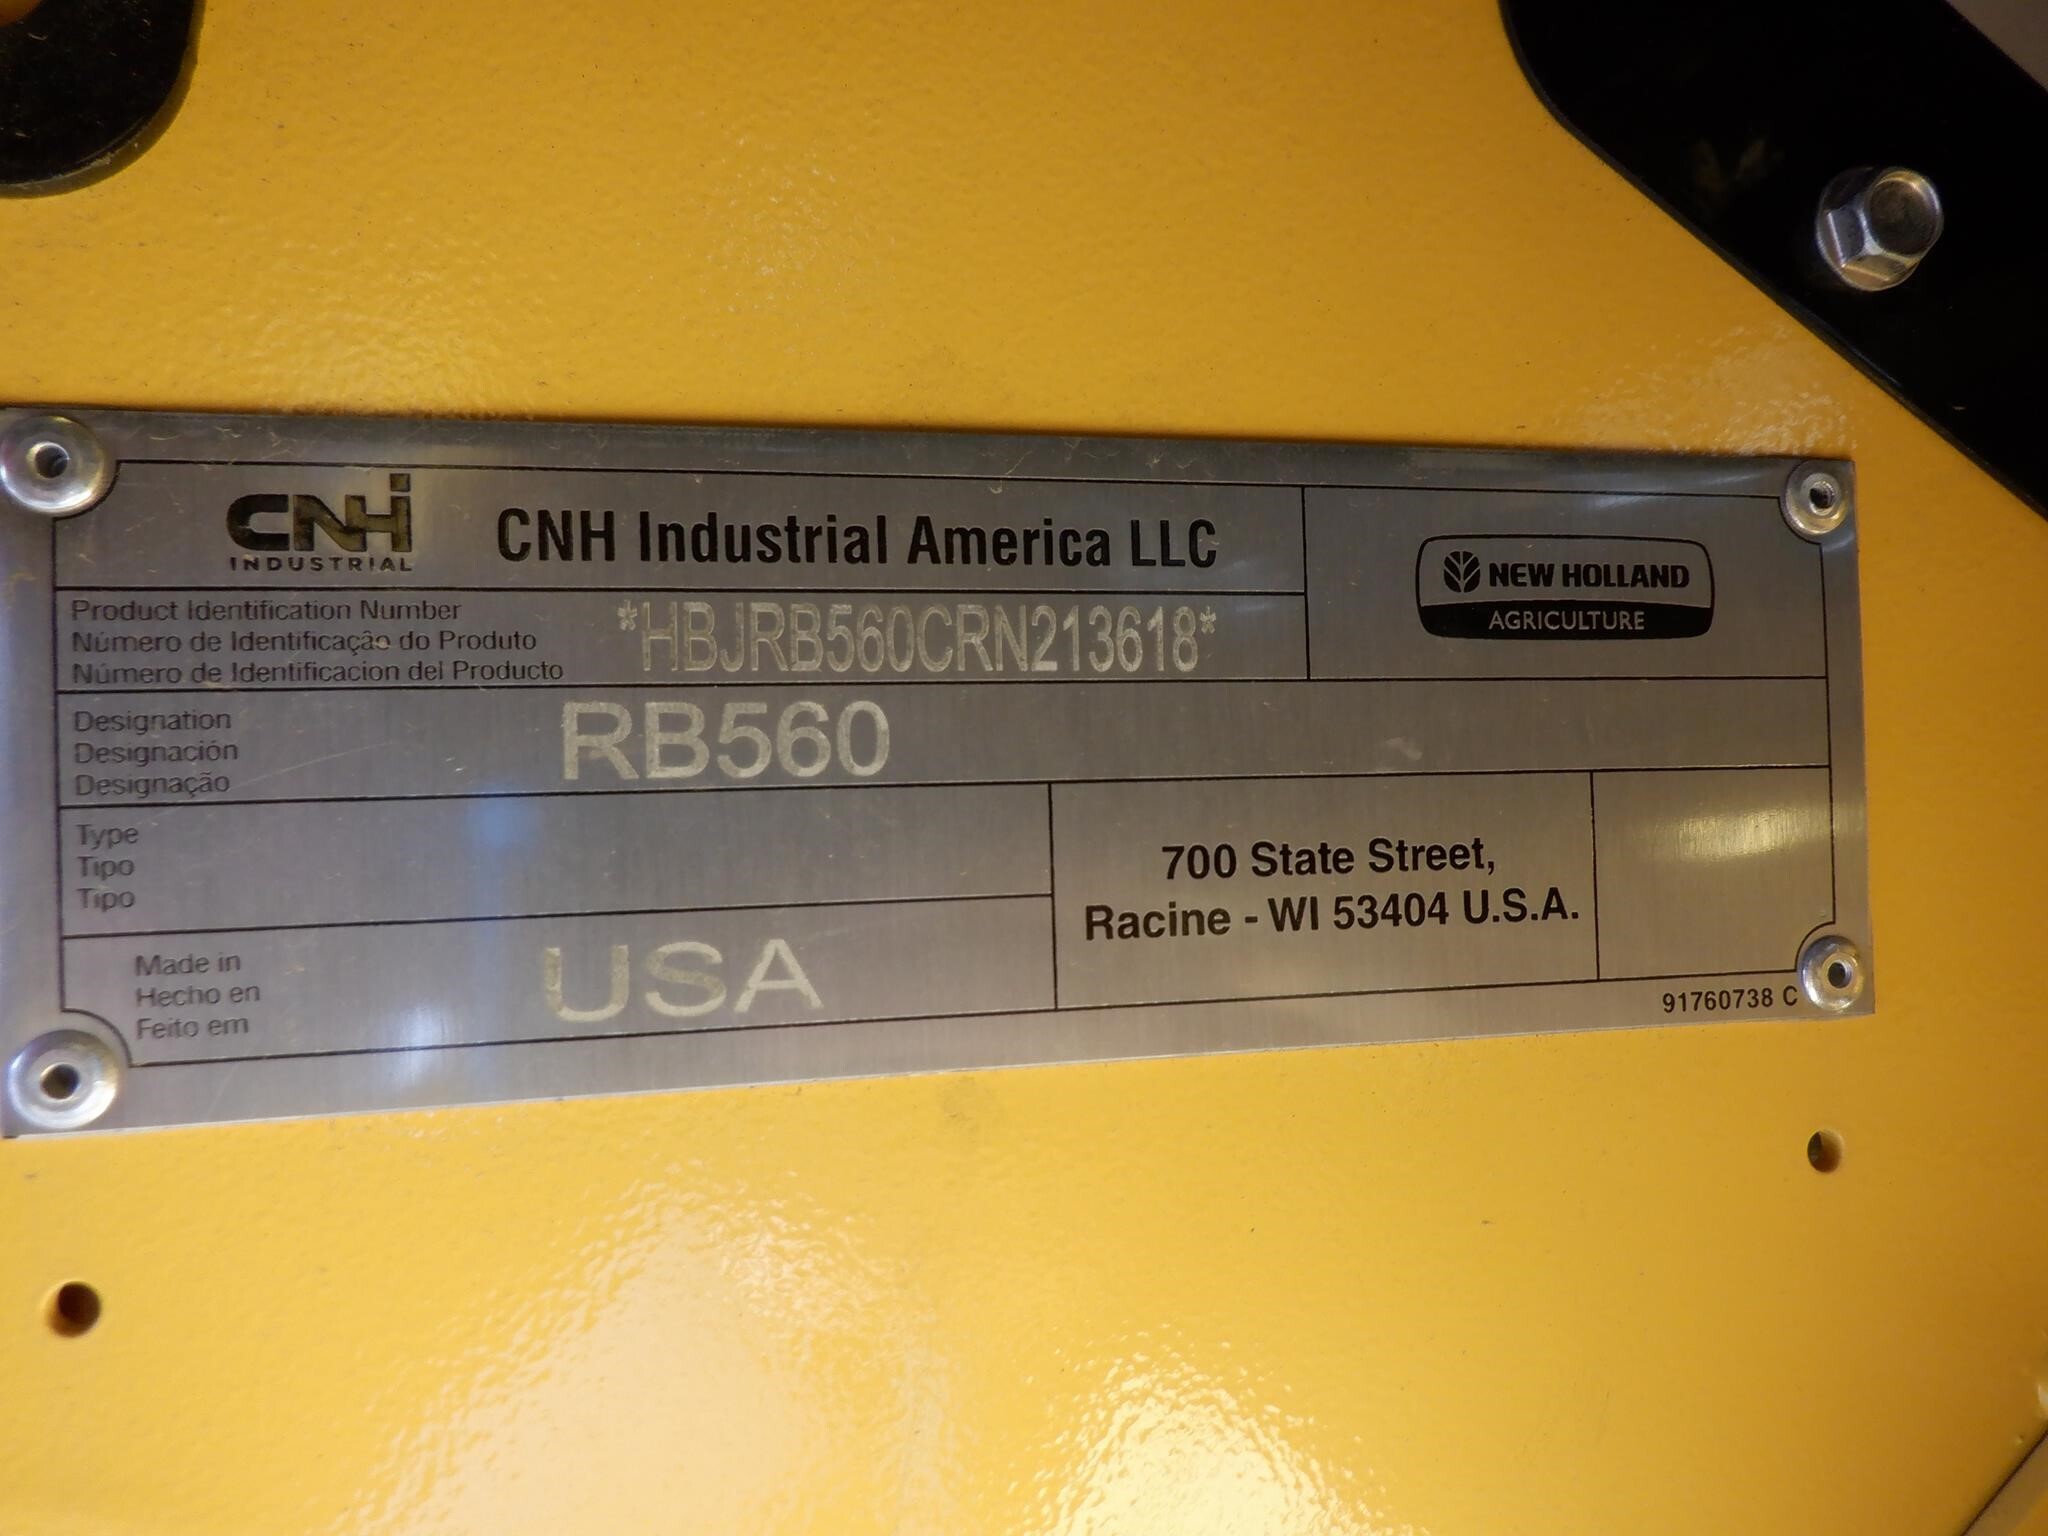 CNH
INDUSTRIAL
CNH Industrial America LLC
NEW HOLLAND
AGRICULTURE
Product Identification Number
Número de Identificação do Produto
Número de Identificacion del Producto
*HBJRB560CRN213618*
Designation
Designación
Designação
RB560
Type
Tipo
Tipo
700 State Street,
Racine - WI 53404 U.S.A.
Made in
Hecho en
Feito em
USA
91760738 C